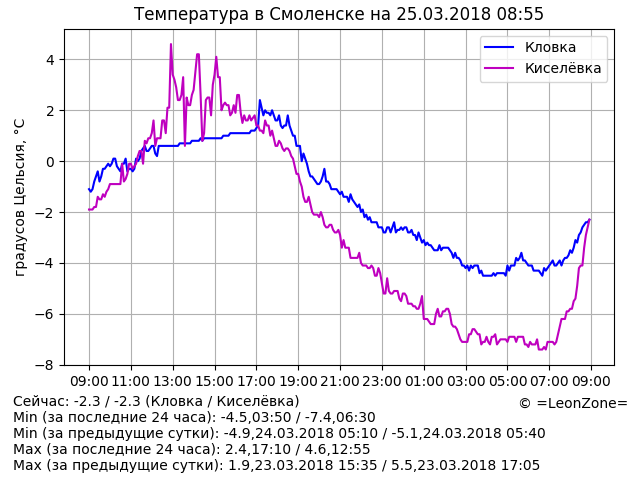 Температура в Смоленске на 25.03.2018 08:55
Кловка
Киселёвка
градусов Цельсия, °C
4
2
0
−2
−4
−6
−8
09:00 11:00 13:00 15:00 17:00 19:00 21:00 23:00 01:00 03:00 05:00 07:00 09:00
Сейчас: -2.3 / -2.3 (Кловка / Киселёвка)
© =LeonZone=
Min (за последние 24 часа): -4.5,03:50 / -7.4,06:30
Min (за предыдущие сутки): -4.9,24.03.2018 05:10 / -5.1,24.03.2018 05:40
Max (за последние 24 часа): 2.4,17:10 / 4.6,12:55
Max (за предыдущие сутки): 1.9,23.03.2018 15:35 / 5.5,23.03.2018 17:05